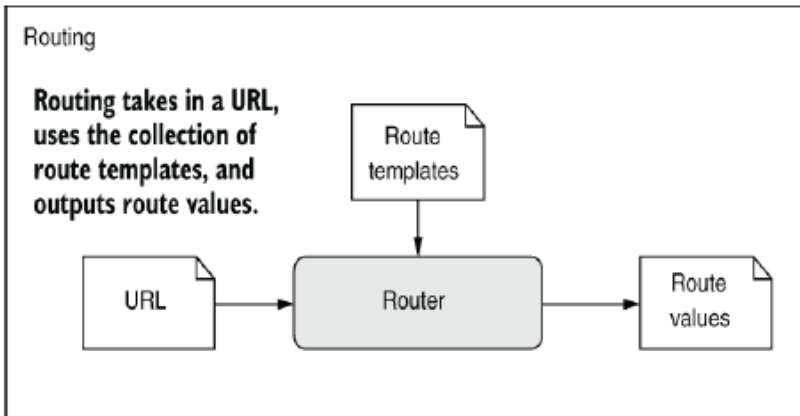 Routing
Routing takes in a URL,
uses the collection of
route templates, and
outputs route values.
Route
templates
URL
Router
Route
values